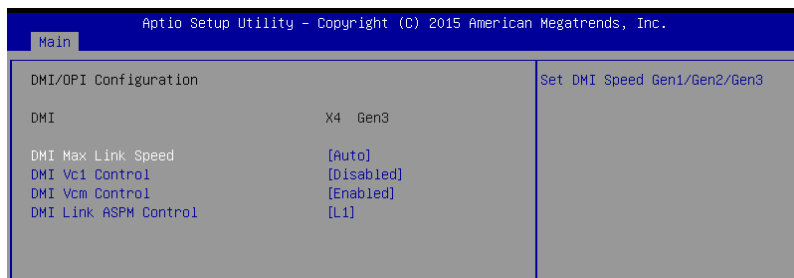 Aptio Setup Utility – Copyright (C) 2015 American Megatrends, Inc.
Main
DMI/OPI Configuration
Set DMI Speed Gen1/Gen2/Gen3
DMI X4 Gen3
DMI Max Link Speed [Auto]
DMI Vc1 Control [Disabled]
DMI Vcm Control [Enabled]
DMI Link ASPM Control [L1]